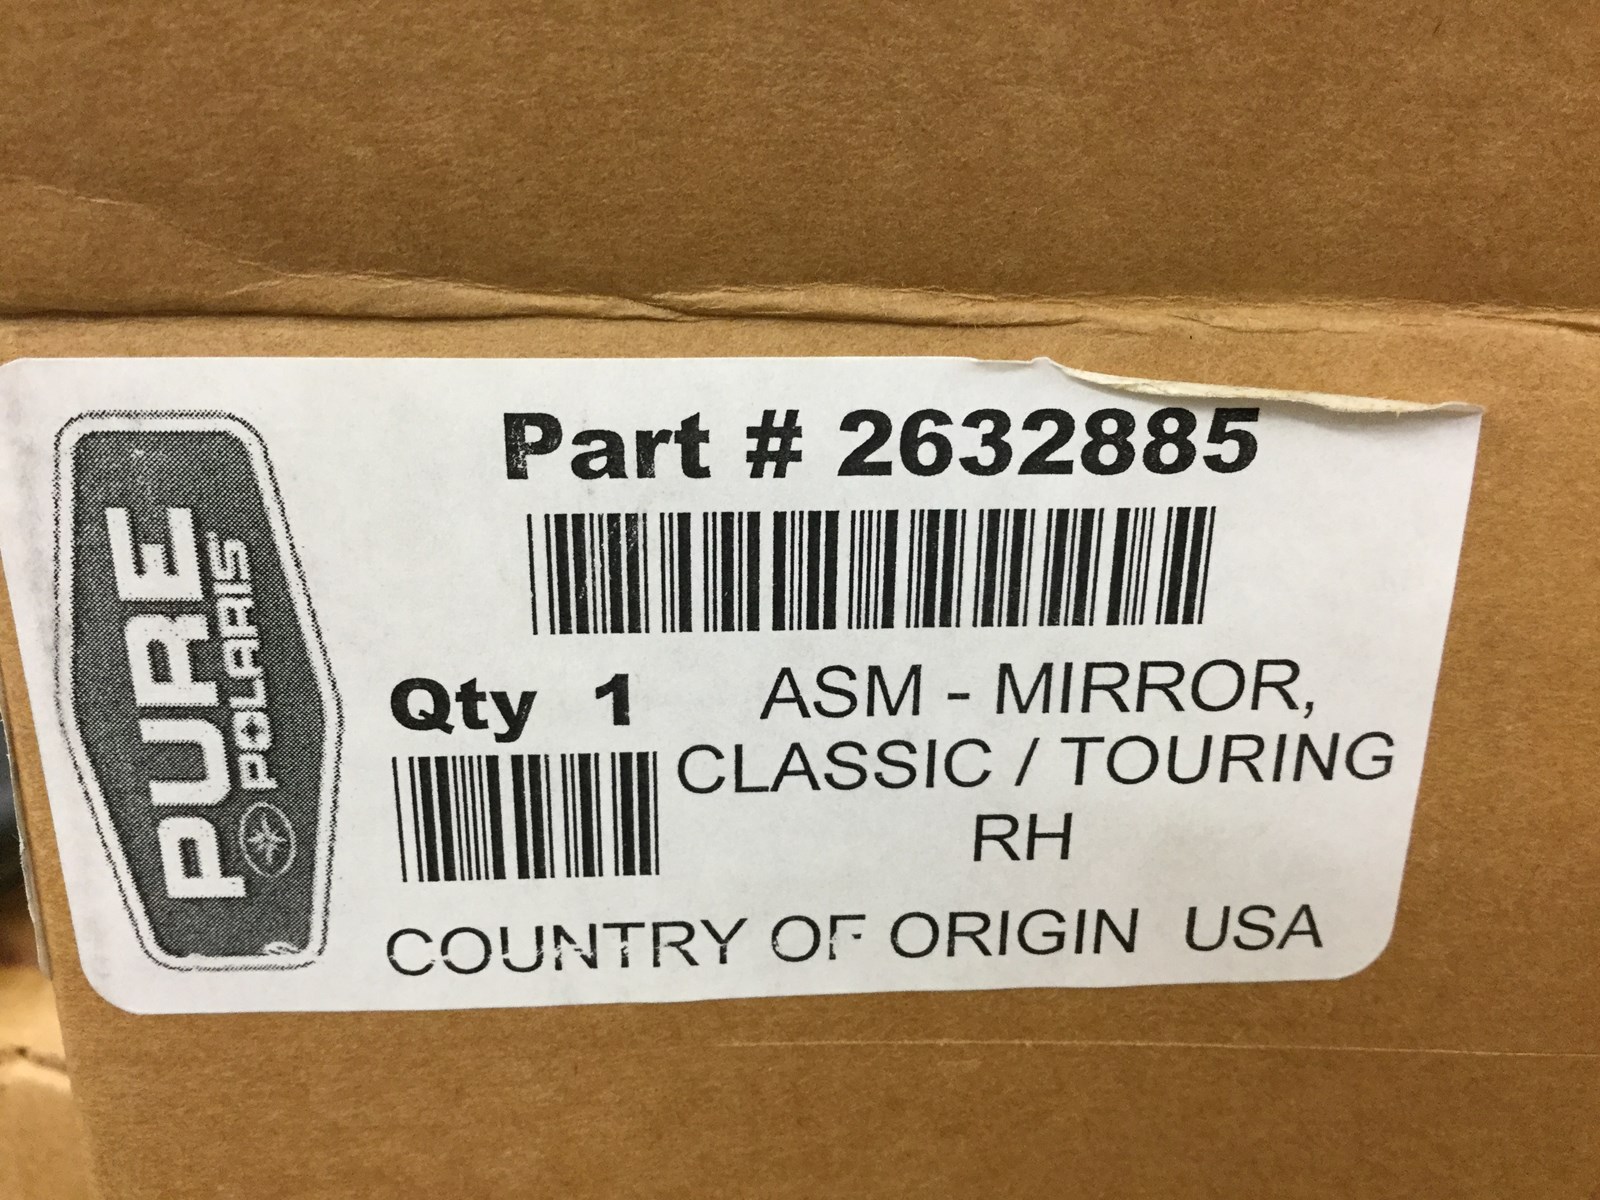 Part # 2632885
Qty 1
ASM - MIRROR,
CLASSIC / TOURING
RH
COUNTRY OF ORIGIN USA
PURE
POLARIS